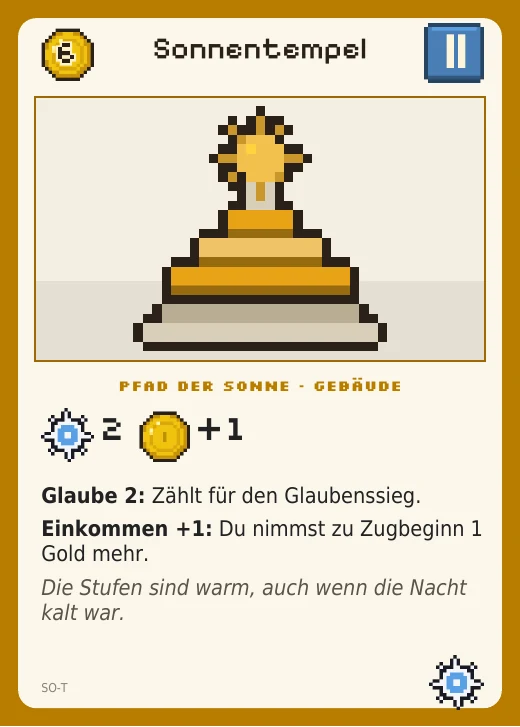 6
Sonnentempel
II
PFAD DER SONNE - GEBÄUDE
2 +1
Glaube 2: Zählt für den Glaubenssieg.
Einkommen +1: Du nimmst zu Zugbeginn 1
Gold mehr.
Die Stufen sind warm, auch wenn die Nacht
kalt war.
SO-T